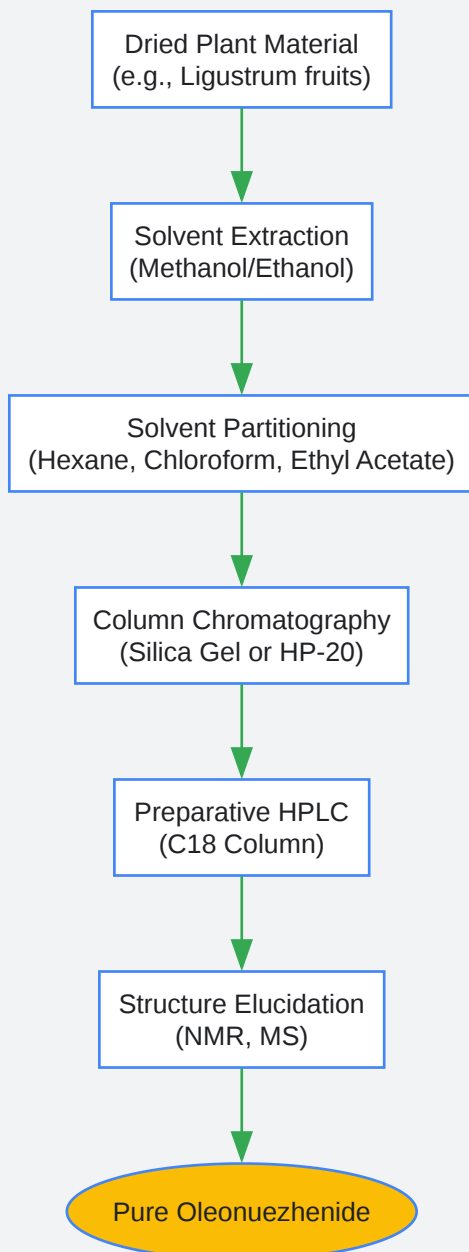 Dried Plant Material
(e.g., Ligustrum fruits)
Solvent Extraction
(Methanol/Ethanol)
Solvent Partitioning
(Hexane, Chloroform, Ethyl Acetate)
Column Chromatography
(Silica Gel or HP-20)
Preparative HPLC
(C18 Column)
Structure Elucidation
(NMR, MS)
Pure Oleonuezhenide